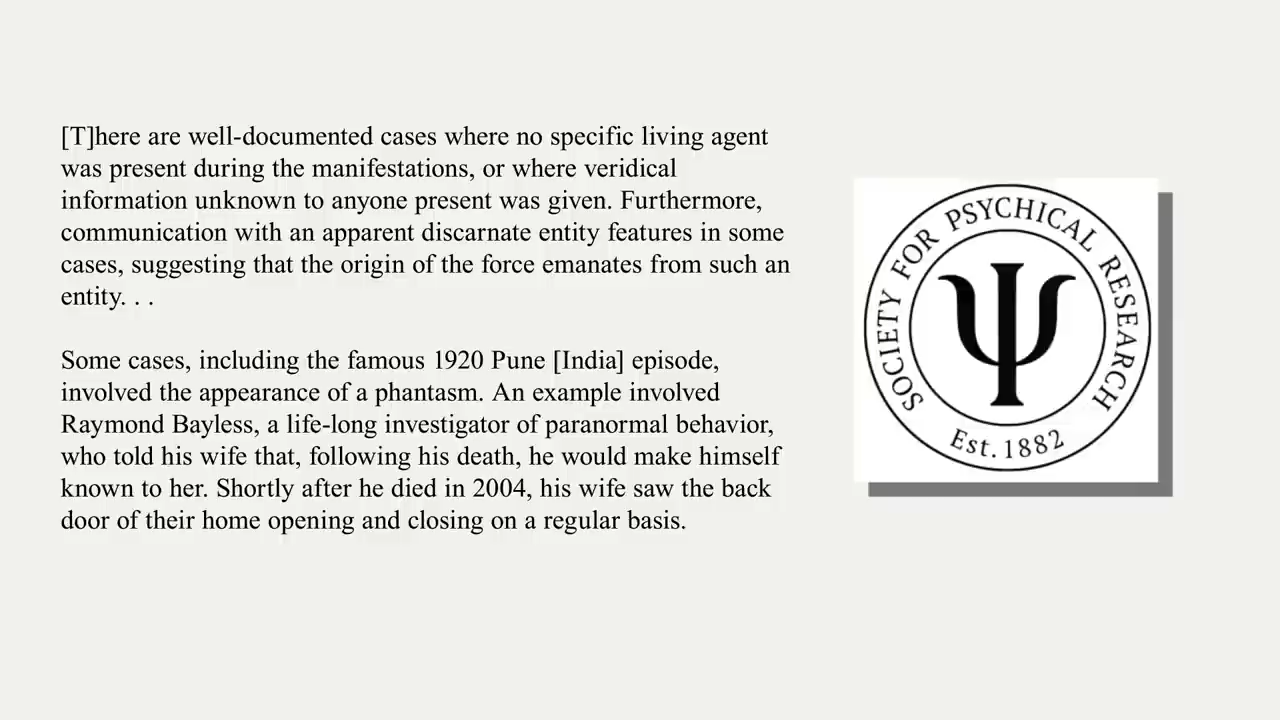 [T]here are well-documented cases where no specific living agent
was present during the manifestations, or where veridical
information unknown to anyone present was given. Furthermore,
communication with an apparent discarnate entity features in some
cases, suggesting that the origin of the force emanates from such an
entity. . .
Some cases, including the famous 1920 Pune [India] episode,
involved the appearance of a phantasm. An example involved
Raymond Bayless, a life-long investigator of paranormal behavior,
who told his wife that, following his death, he would make himself
known to her. Shortly after he died in 2004, his wife saw the back
door of their home opening and closing on a regular basis.
SOCIETY FOR PSYCHICAL RESEARCH
Ψ
Est. 1882